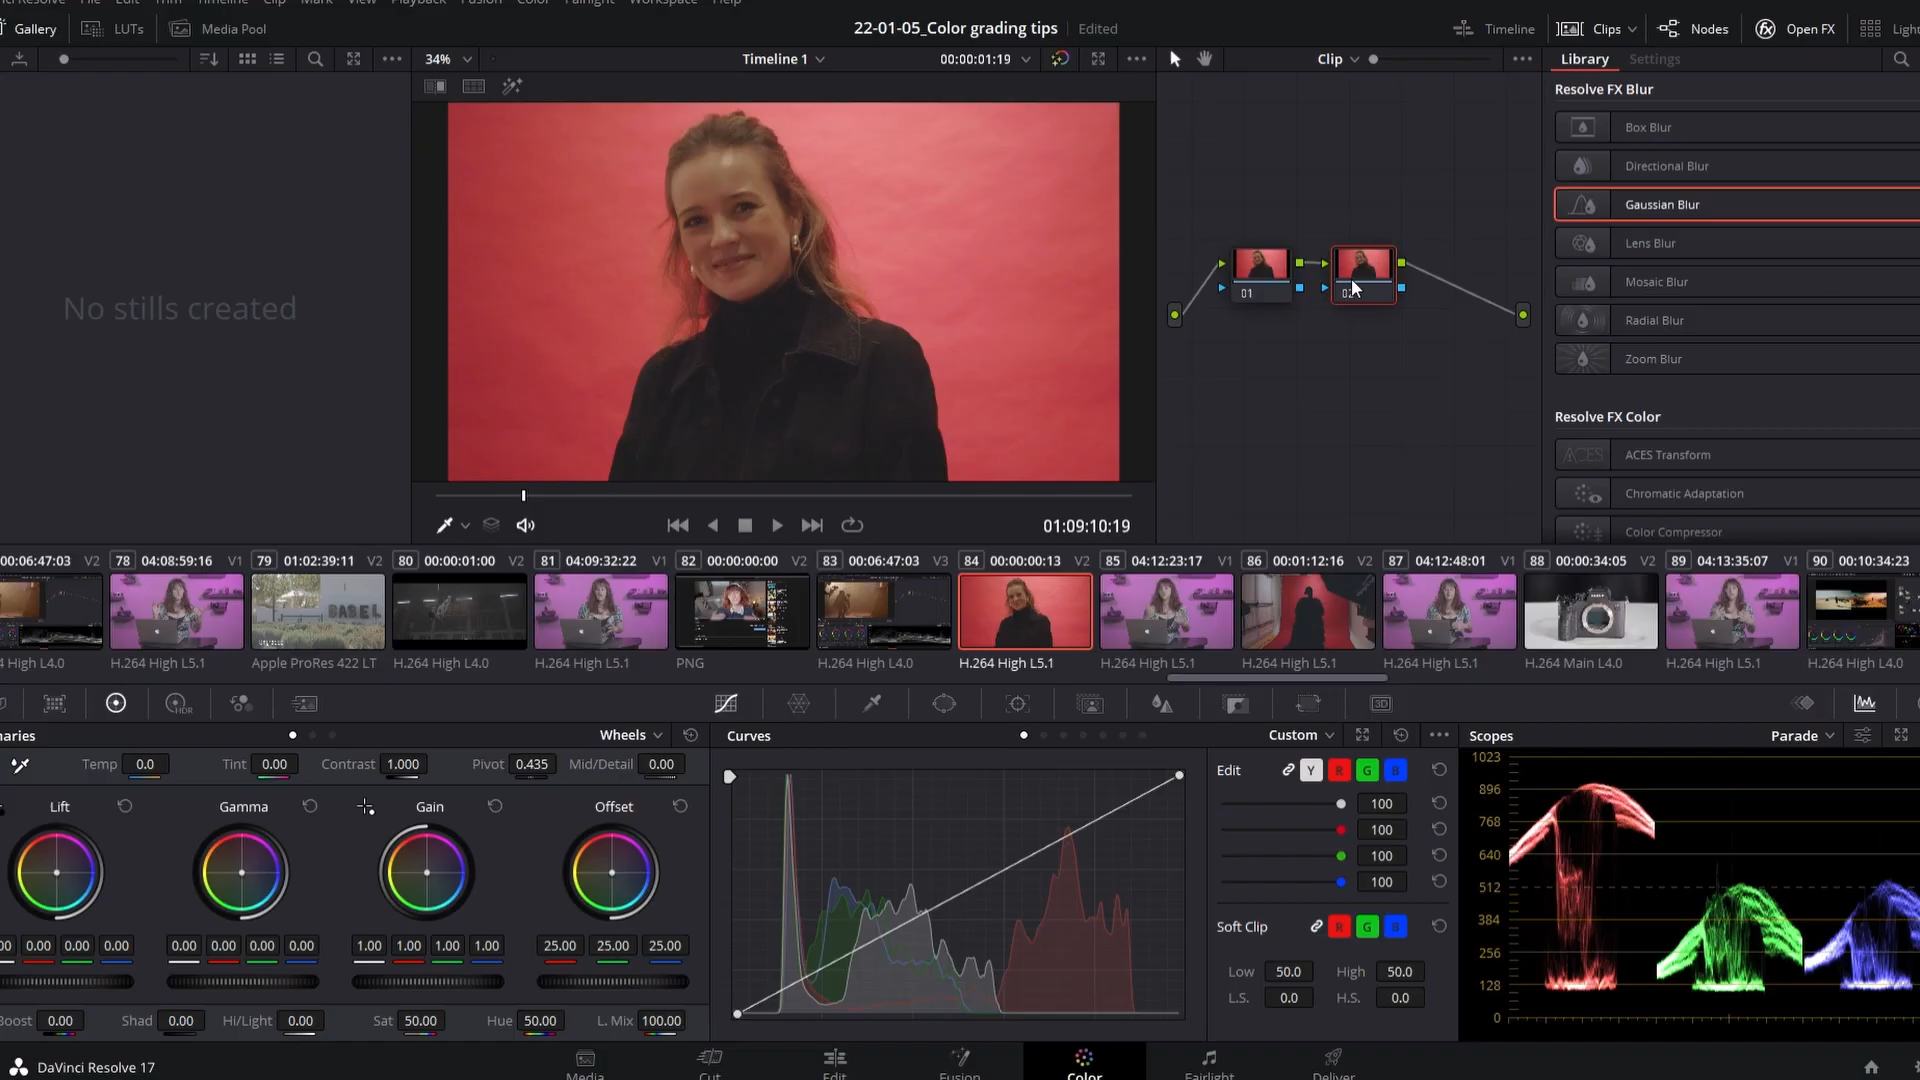 Gallery LUTs Media Pool 22-01-05_Color grading tips Edited Timeline Clips Nodes Open FX
34% Timeline 1 00:00:01:19 Clip Library Settings
Resolve FX Blur
Box Blur
Directional Blur
Gaussian Blur
Lens Blur
Mosaic Blur
Radial Blur
Zoom Blur
Resolve FX Color
ACES Transform
Chromatic Adaptation
Color Compressor
No stills created
01
01:09:10:19
00:06:47:03 V2 78 04:08:59:16 V1 79 01:02:39:11 V2 80 00:00:01:00 V2 81 04:09:32:22 V1 82 00:00:00:00 V2 83 00:06:47:03 V3 84 00:00:00:13 V2 85 04:12:23:17 V1 86 00:01:12:16 V2 87 04:12:48:01 V1 88 00:00:34:05 V2 89 04:13:35:07 V1 90 00:10:34:23
BABEL
4 High L4.0 H.264 High L5.1 Apple ProRes 422 LT H.264 High L4.0 H.264 High L5.1 PNG H.264 High L4.0 H.264 High L5.1 H.264 High L5.1 H.264 High L5.1 H.264 High L5.1 H.264 Main L4.0 H.264 High L5.1 H.264 High L4.0
HDR 3D
Wheels Curves Custom Scopes Parade
Temp 0.0 Tint 0.00 Contrast 1.000 Pivot 0.435 Mid/Detail 0.00
Lift Gamma Gain Offset
0.00 0.00 0.00 0.00 0.00 0.00 0.00 1.00 1.00 1.00 1.00 25.00 25.00 25.00
Boost 0.00 Shad 0.00 Hi/Light 0.00 Sat 50.00 Hue 50.00 L. Mix 100.00
Edit Y R G B
100
100
100
100
Soft Clip R G B
Low 50.0 High 50.0
L.S. 0.0 H.S. 0.0
1023
896
768
640
512
384
256
128
0
DaVinci Resolve 17 Media Cut Edit Fusion Color Fairlight Deliver